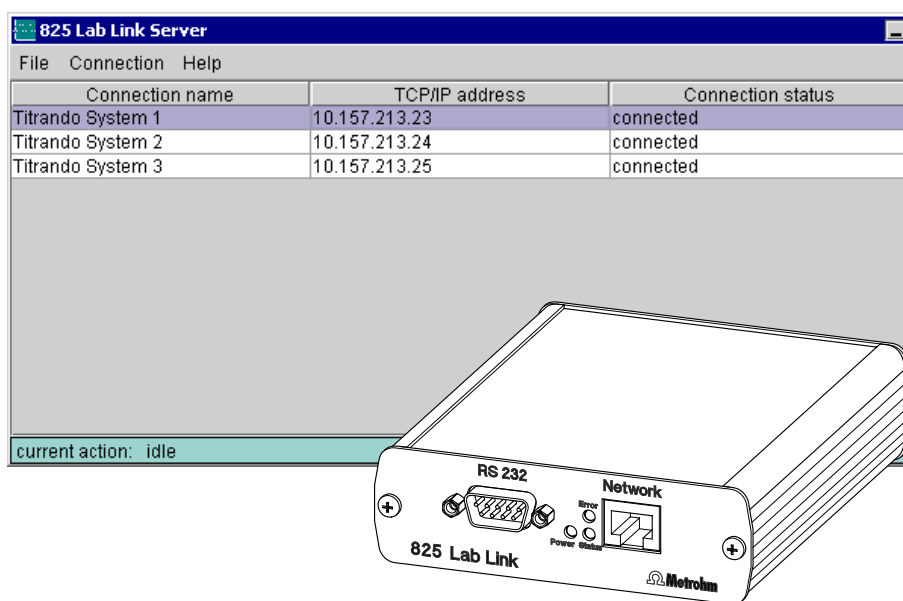 825 Lab Link Server
File Connection Help
Connection name TCP/IP address Connection status
Titrando System 1 10.157.213.23 connected
Titrando System 2 10.157.213.24 connected
Titrando System 3 10.157.213.25 connected
current action: idle
RS 232
Network
Error
Power Status
825 Lab Link
Metrohm